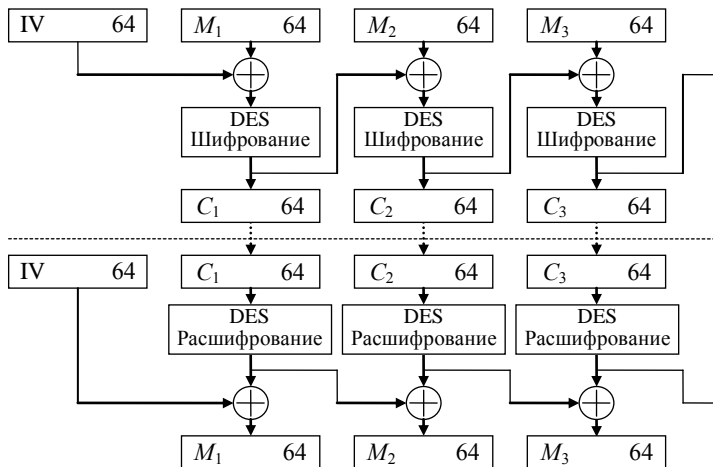 IV 64 M₁ 64 M₂ 64 M₃ 64
DES DES DES
Шифрование Шифрование Шифрование
C₁ 64 C₂ 64 C₃ 64
IV 64 C₁ 64 C₂ 64 C₃ 64
DES DES DES
Расшифрование Расшифрование Расшифрование
M₁ 64 M₂ 64 M₃ 64